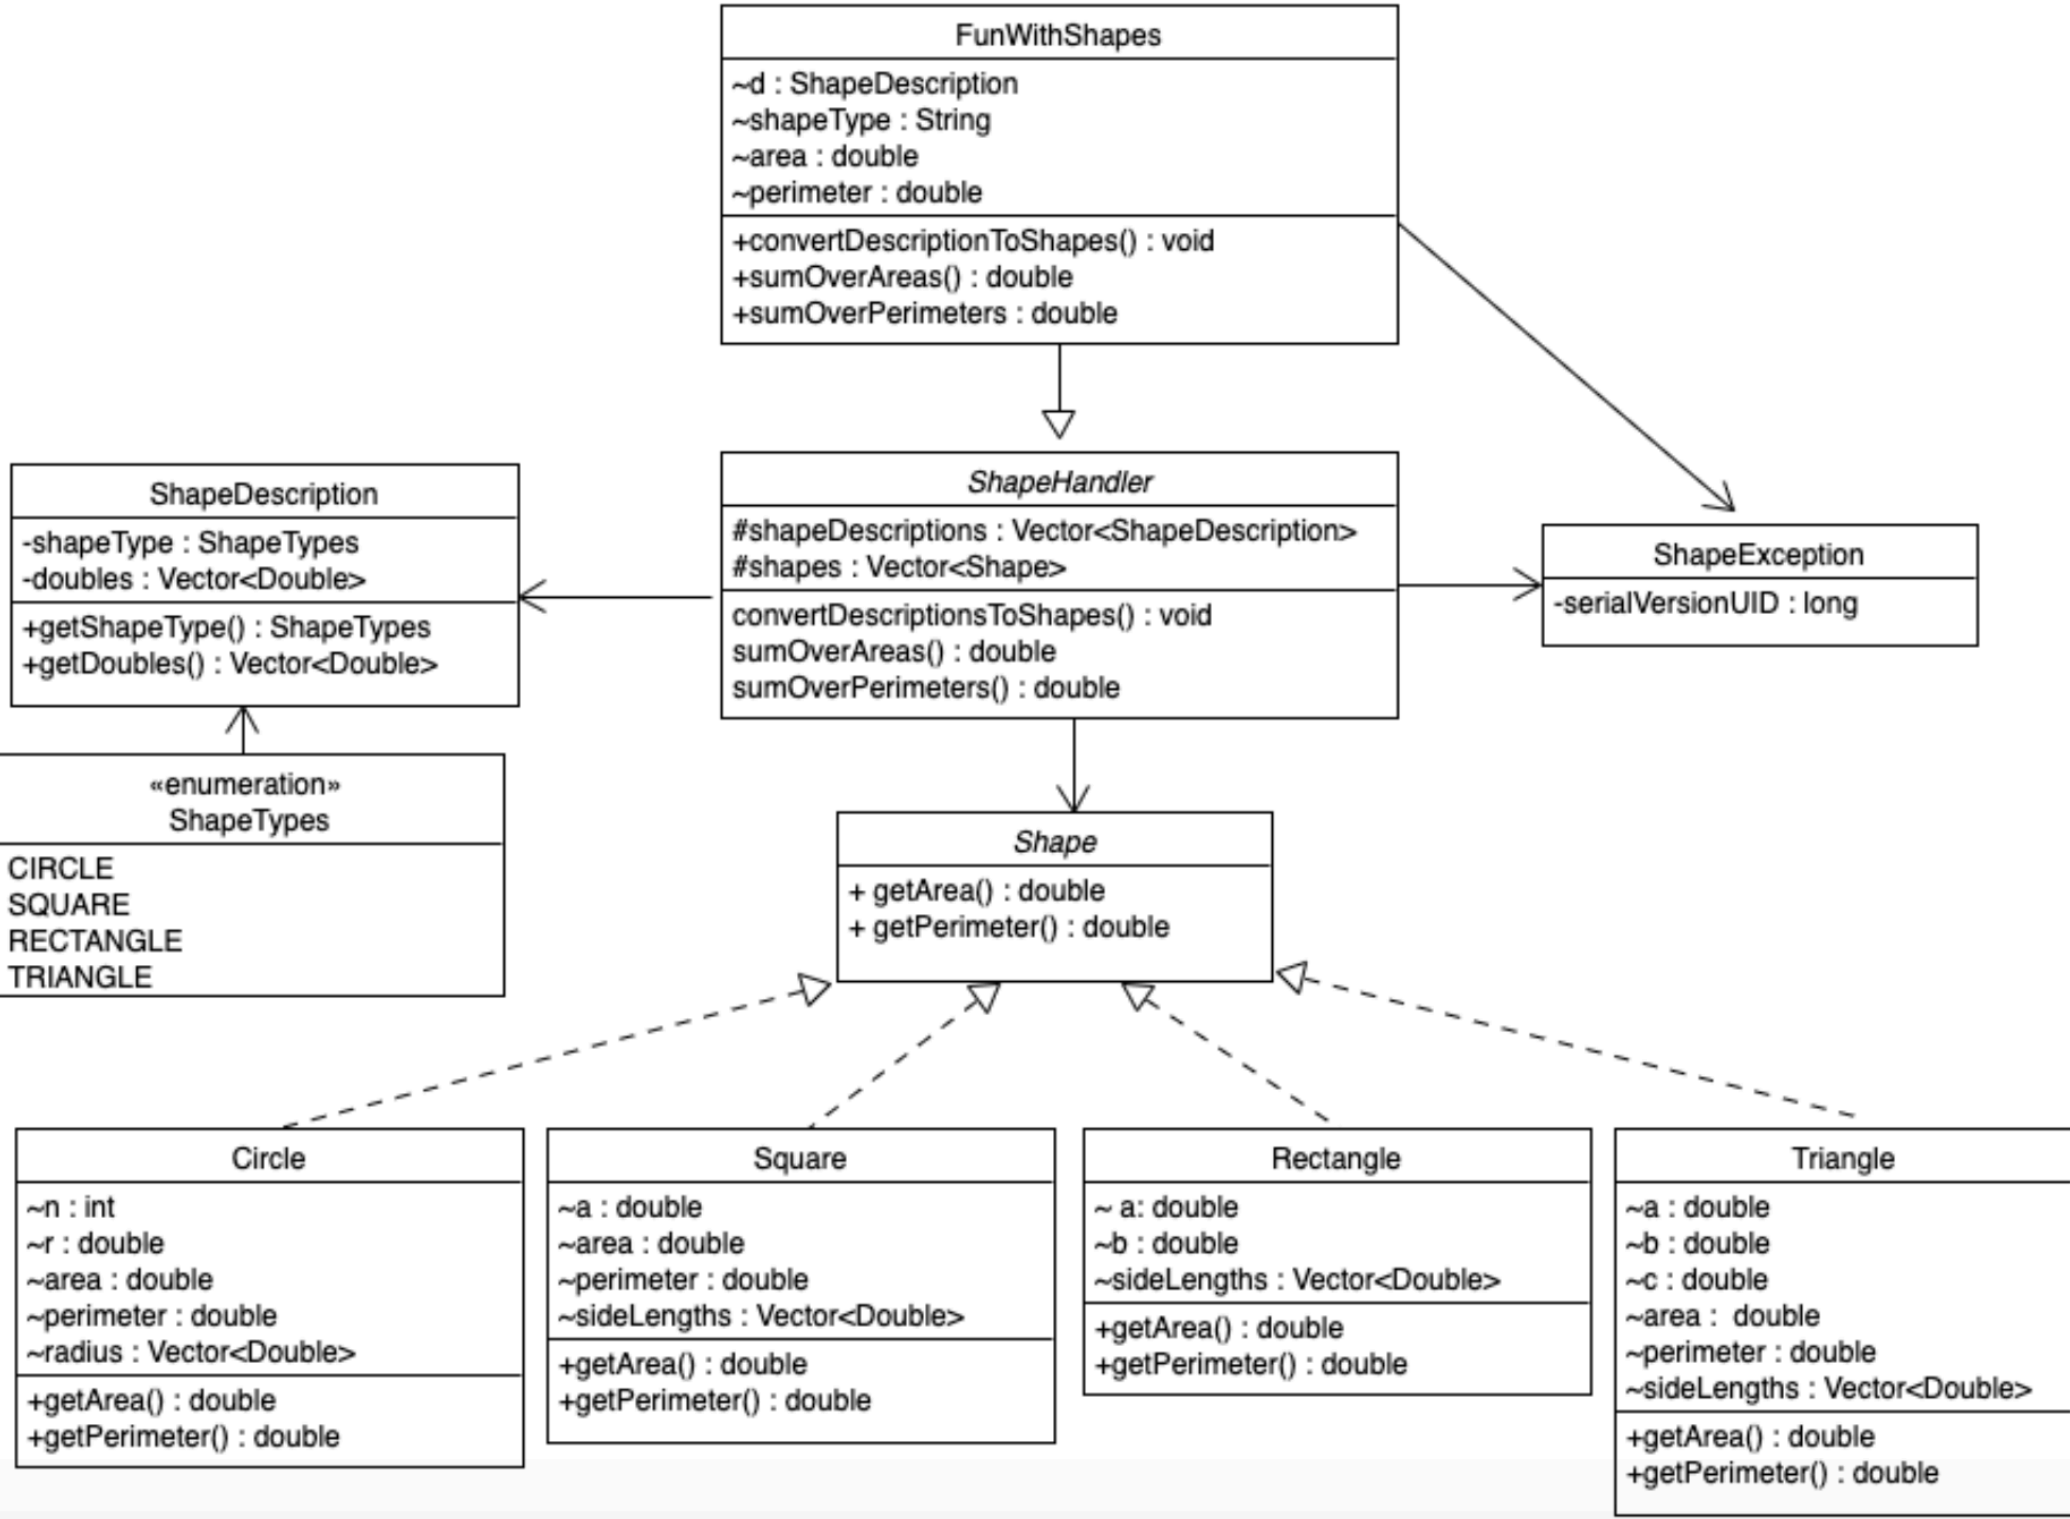 FunWithShapes
~d : ShapeDescription
~shapeType : String
~area : double
~perimeter : double
+convertDescriptionToShapes() : void
+sumOverAreas() : double
+sumOverPerimeters : double
ShapeDescription
-shapeType : ShapeTypes
-doubles : Vector<Double>
+getShapeType() : ShapeTypes
+getDoubles() : Vector<Double>
ShapeHandler
#shapeDescriptions : Vector<ShapeDescription>
#shapes : Vector<Shape>
convertDescriptionsToShapes() : void
sumOverAreas() : double
sumOverPerimeters() : double
ShapeException
-serialVersionUID : long
«enumeration»
ShapeTypes
CIRCLE
SQUARE
RECTANGLE
TRIANGLE
Shape
+ getArea() : double
+ getPerimeter() : double
Circle
~n : int
~r : double
~area : double
~perimeter : double
~radius : Vector<Double>
+getArea() : double
+getPerimeter() : double
Square
~a : double
~area : double
~perimeter : double
~sideLengths : Vector<Double>
+getArea() : double
+getPerimeter() : double
Rectangle
~ a: double
~b : double
~sideLengths : Vector<Double>
+getArea() : double
+getPerimeter() : double
Triangle
~a : double
~b : double
~c : double
~area :  double
~perimeter : double
~sideLengths : Vector<Double>
+getArea() : double
+getPerimeter() : double